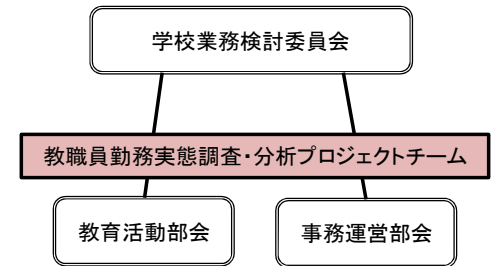 学校業務検討委員会
教職員勤務実態調査・分析プロジェクトチーム
教育活動部会
事務運営部会